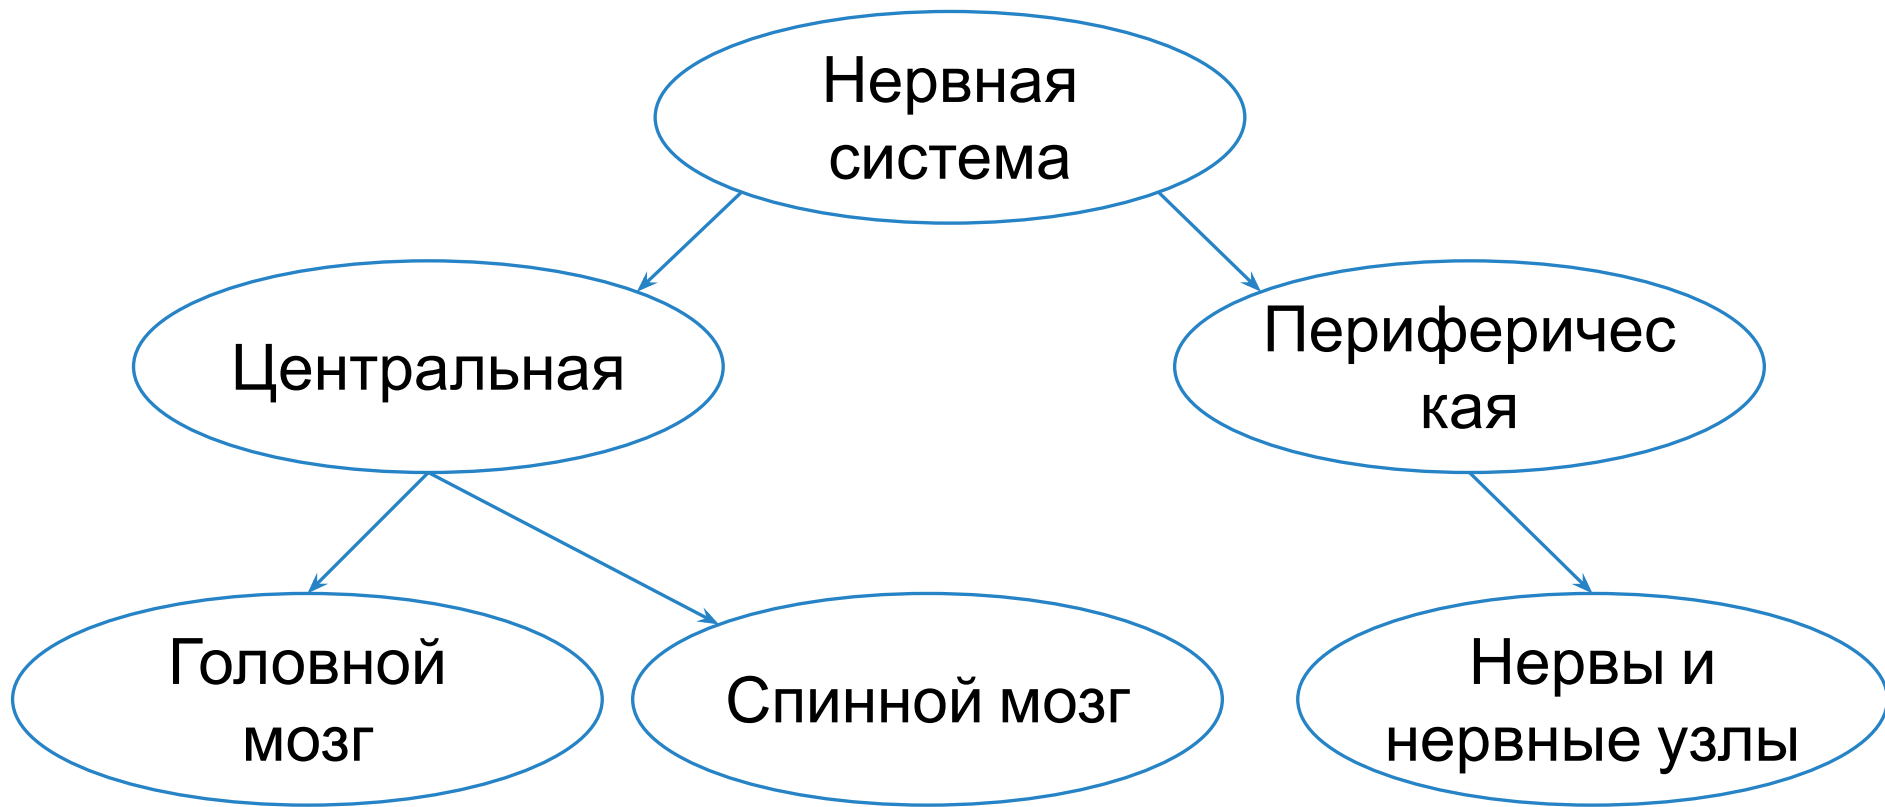 Нервная
система
Центральная
Периферичес
кая
Головной
мозг
Спинной мозг
Нервы и
нервные узлы